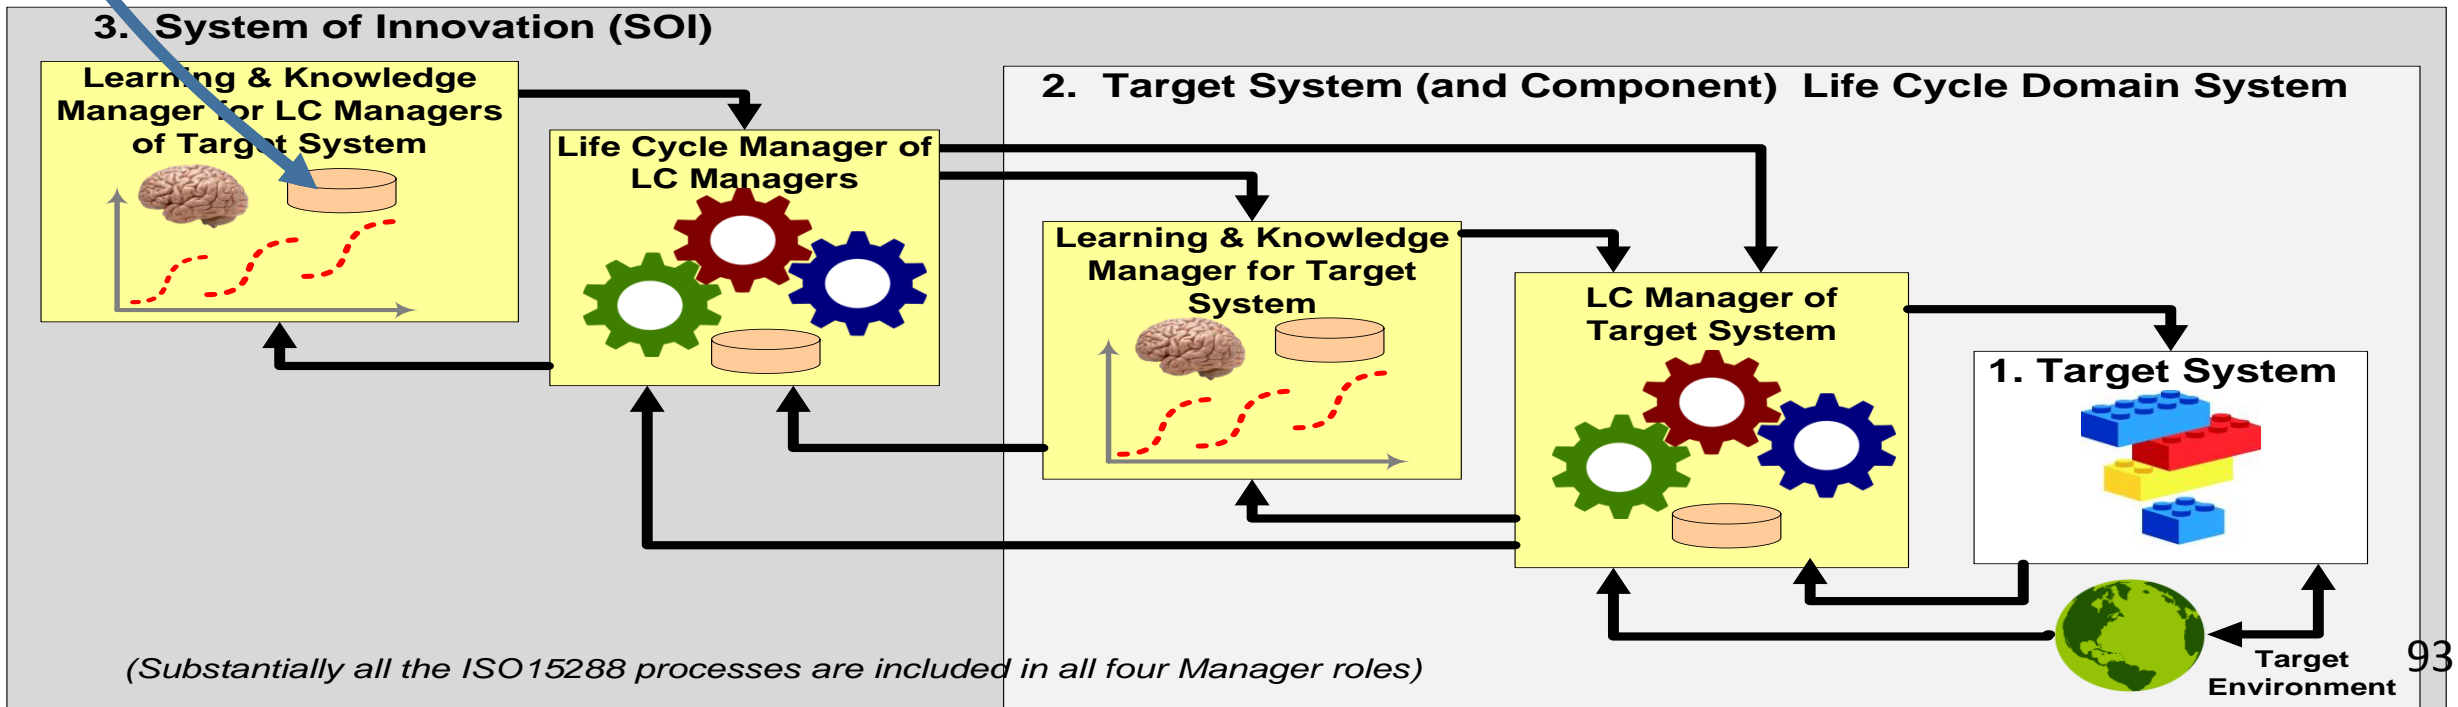 3. System of Innovation (SOI)
Learning & Knowledge
Manager for LC Managers
of Target System
Life Cycle Manager of
LC Managers
2. Target System (and Component) Life Cycle Domain System
Learning & Knowledge
Manager for Target
System
LC Manager of
Target System
1. Target System
Target
Environment
(Substantially all the ISO15288 processes are included in all four Manager roles)
93